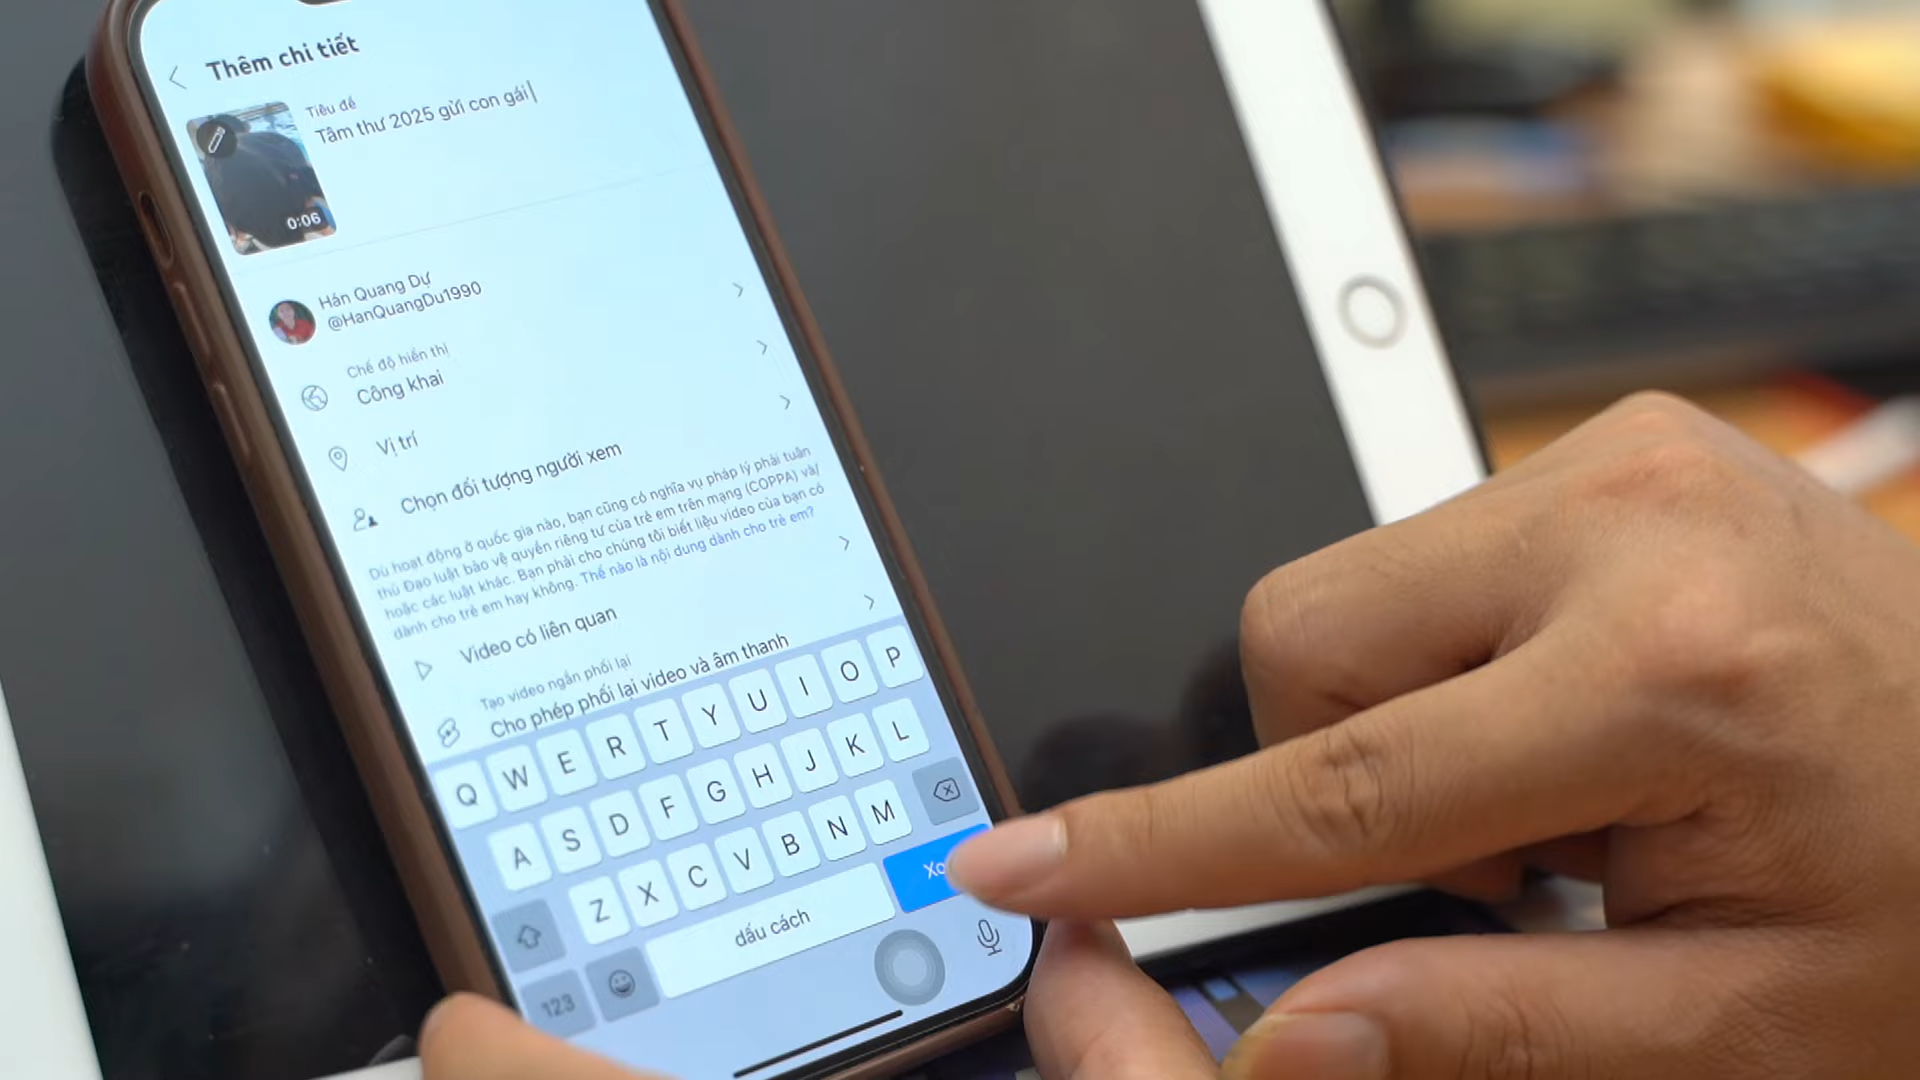 Thêm chi tiết
Tiêu đề
Tâm thư 2025 gửi con gái
0:06
Hán Quang Dự
@HanQuangDu1990
Chế độ hiển thị
Công khai
Vị trí
Chọn đối tượng người xem
Dù hoạt động ở quốc gia nào, bạn cũng có nghĩa vụ pháp lý phải tuân
thủ Đạo luật bảo vệ quyền riêng tư của trẻ em trên mạng (COPPA) và/
hoặc các luật khác. Bạn phải cho chúng tôi biết liệu video của bạn có
dành cho trẻ em hay không. Thế nào là nội dung dành cho trẻ em?
Video có liên quan
Tạo video ngắn phối lại
Cho phép phối lại video và âm thanh
Q W E R T Y U I O P
A S D F G H J K L
Z X C V B N M
123 dấu cách